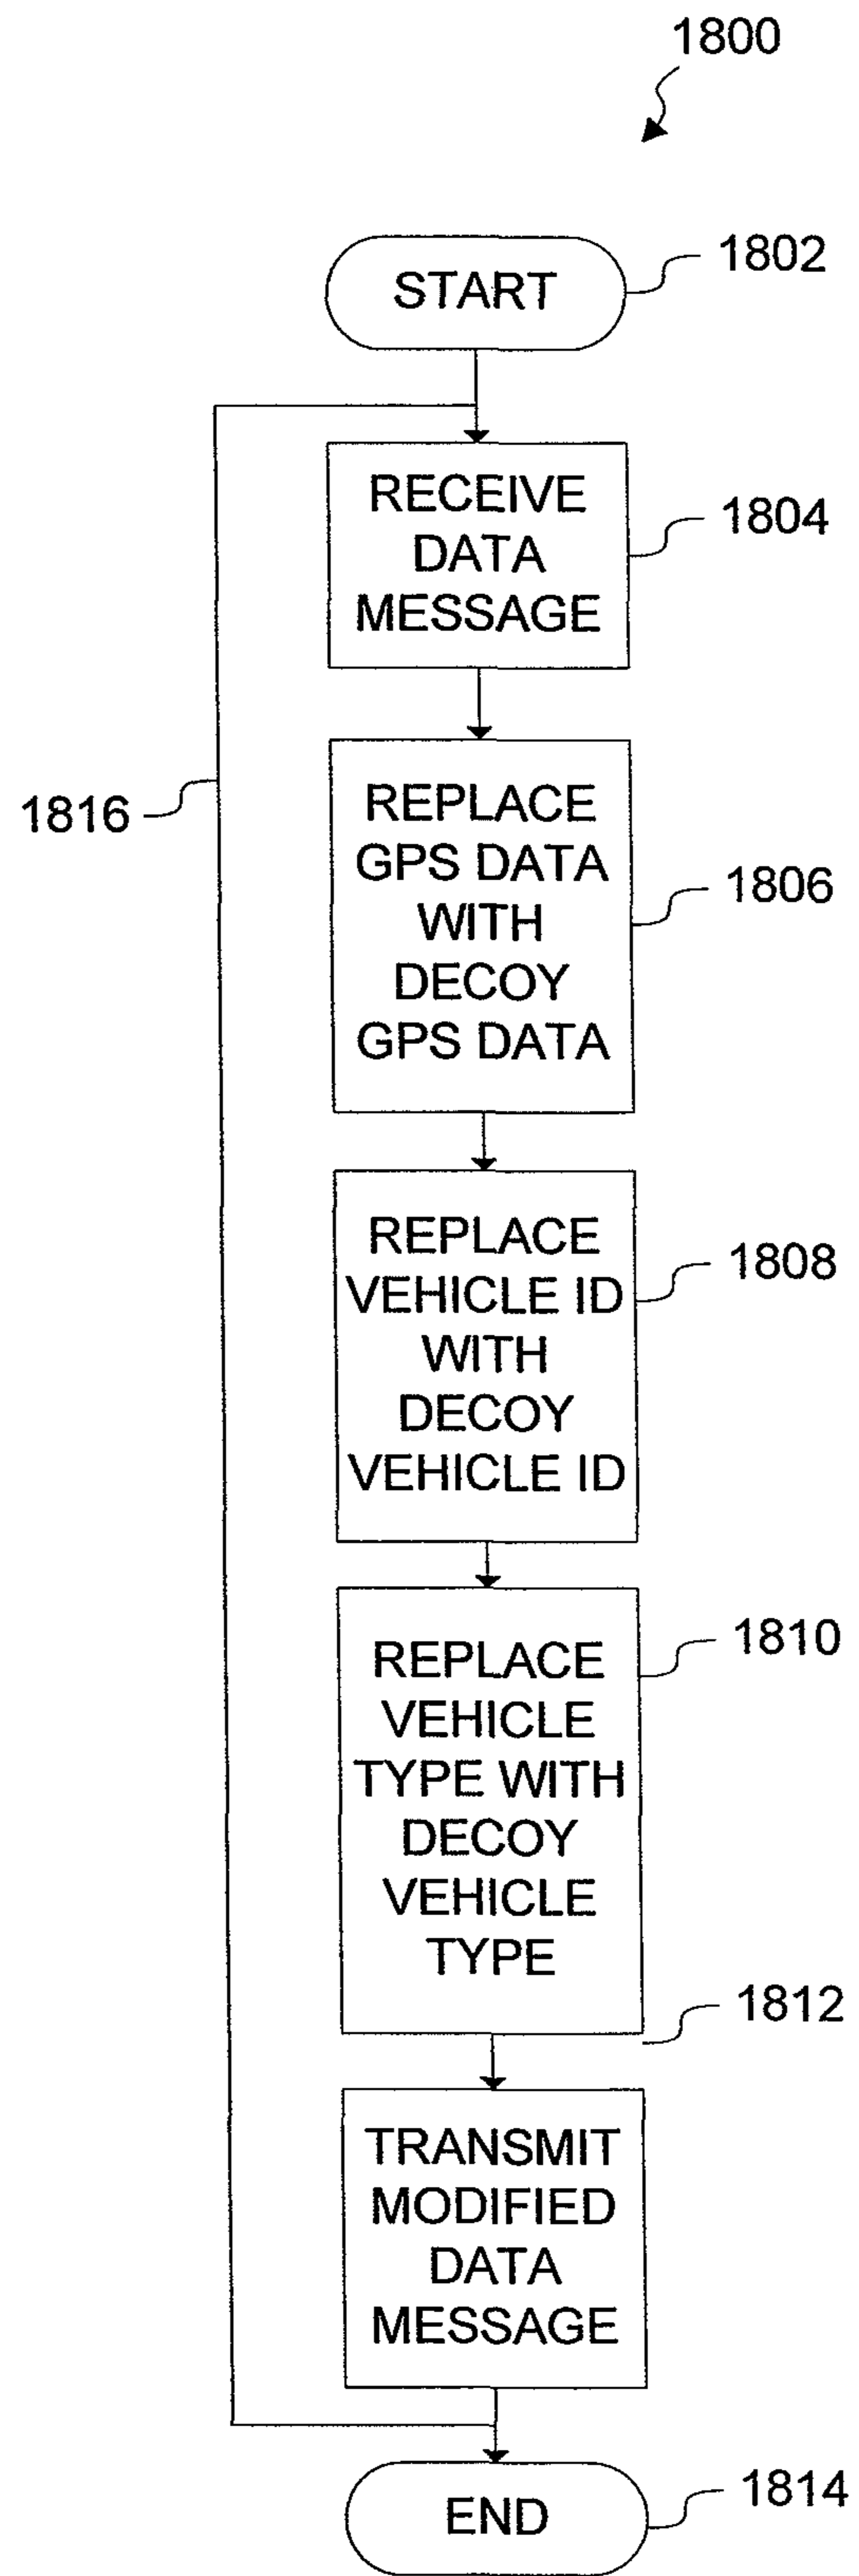 1800
START
1802
RECEIVE
DATA
MESSAGE
1804
1816
REPLACE
GPS DATA
WITH
DECOY
GPS DATA
1806
REPLACE
VEHICLE ID
WITH
DECOY
VEHICLE ID
1808
REPLACE
VEHICLE
TYPE WITH
DECOY
VEHICLE
TYPE
1810
1812
TRANSMIT
MODIFIED
DATA
MESSAGE
END
1814